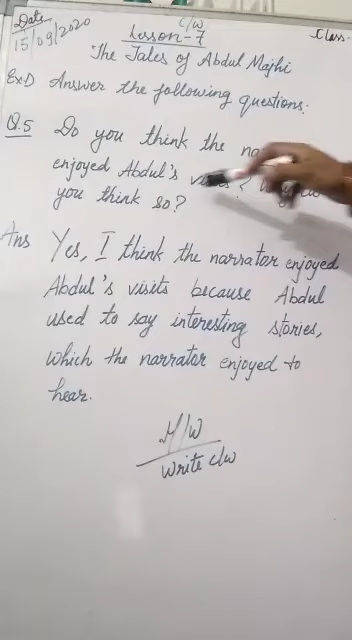 Date
15/09/2020
C/W
Class-
Lesson-7
The Tales of Abdul Majhi
Ex D Answer the following questions:
Q.5 Do you think the
enjoyed Abdul's
you think so?
Ans Yes, I think the narrator enjoyed
Abdul's visits because Abdul
used to say interesting stories,
which the narrator enjoyed to
hear.
H/W
Write c/w